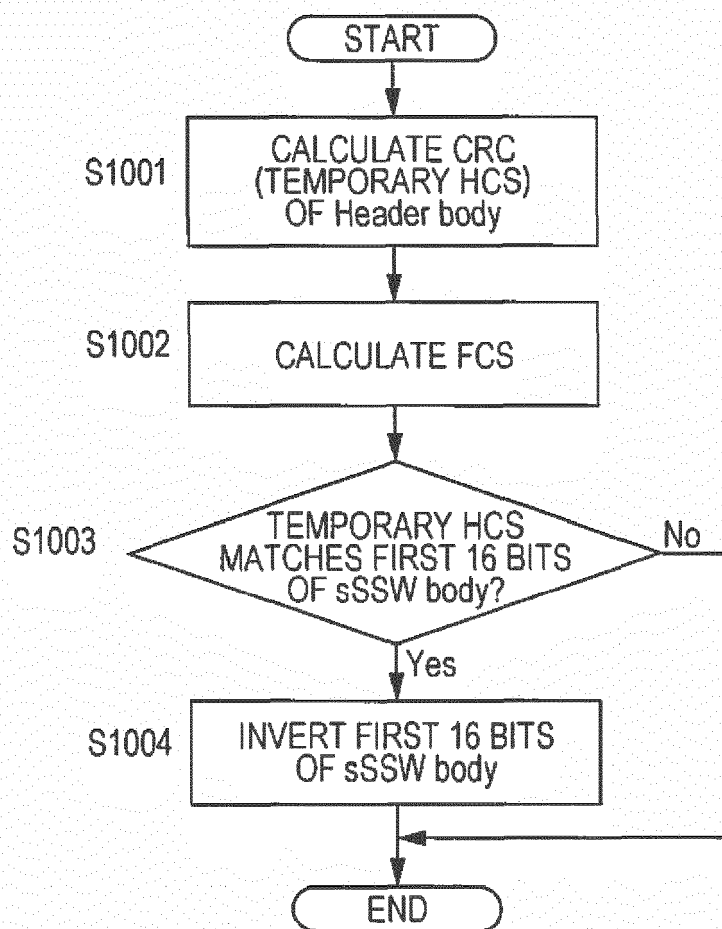 START
S1001
CALCULATE CRC
(TEMPORARY HCS)
OF Header body
S1002
CALCULATE FCS
S1003
TEMPORARY HCS
MATCHES FIRST 16 BITS
OF sSSW body?
No
Yes
S1004
INVERT FIRST 16 BITS
OF sSSW body
END